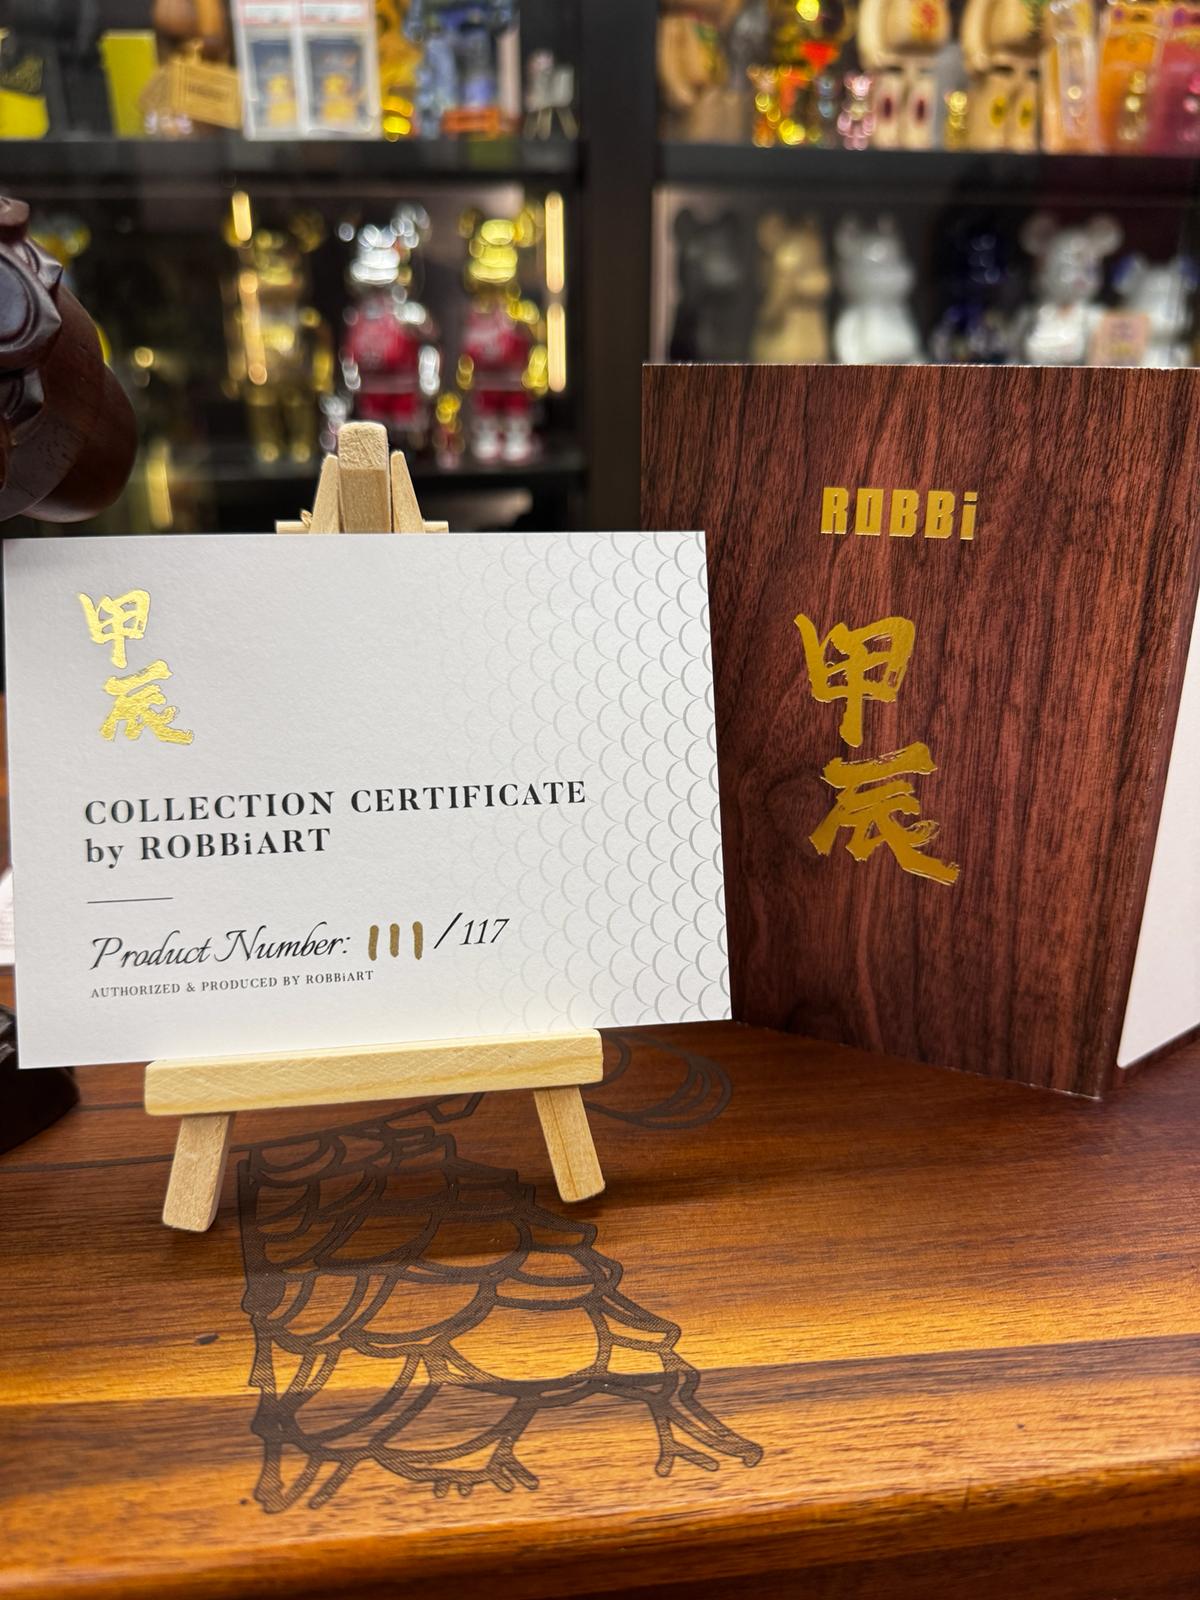 甲
辰
COLLECTION CERTIFICATE
by ROBBiART
Product Number: 111 / 117
AUTHORIZED & PRODUCED BY ROBBiART
ROBBi
甲
辰